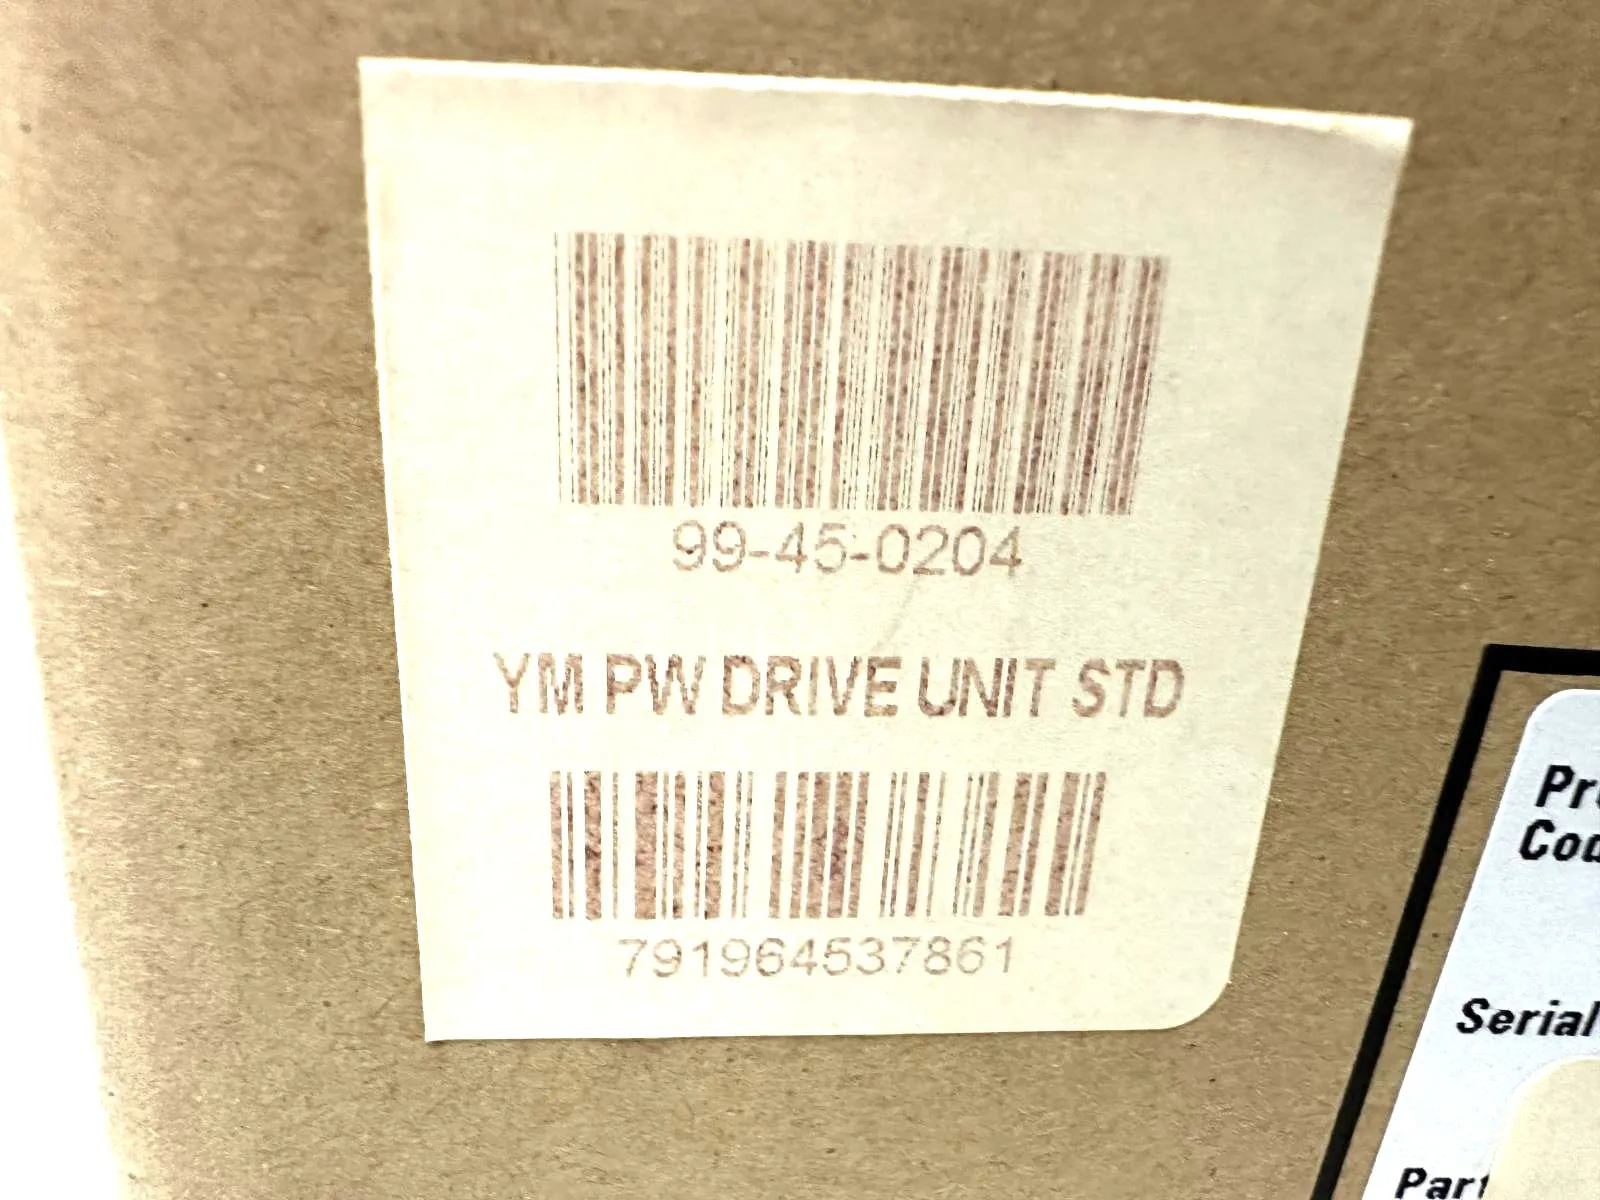 99-45-0204
YM PW DRIVE UNIT STD
791964537861
Serial